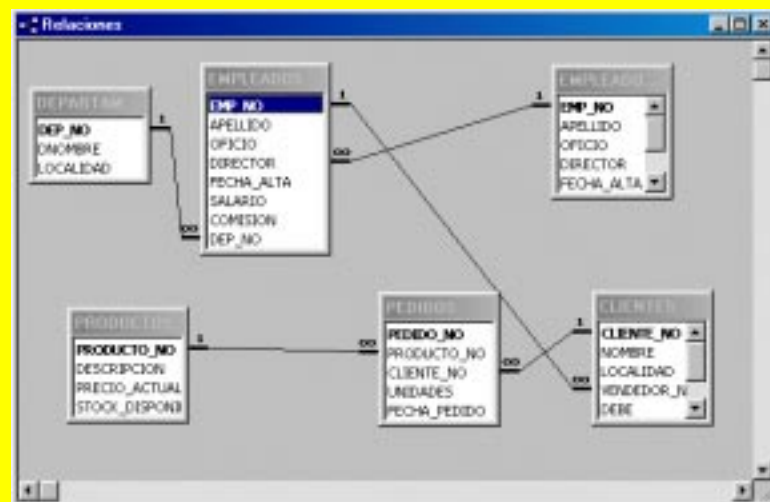 Relaciones
DEPARTAM
DEP_NO
DNOMBRE
LOCALIDAD
1
∞
EMPLEADOS
EMP_NO
APELLIDO
OFICIO
DIRECTOR
FECHA_ALTA
SALARIO
COMISION
DEP_NO
1
∞
EMPLEADO
EMP_NO
APELLIDO
OFICIO
DIRECTOR
FECHA_ALTA
1
PRODUCTOS
PRODUCTO_NO
DESCRIPCION
PRECIO_ACTUAL
STOCK_DISPONI
1
∞
PEDIDOS
PEDIDO_NO
PRODUCTO_NO
CLIENTE_NO
UNIDADES
FECHA_PEDIDO
∞
1
CLIENTES
CLIENTE_NO
NOMBRE
LOCALIDAD
VENDEDOR_N
DEBE
∞